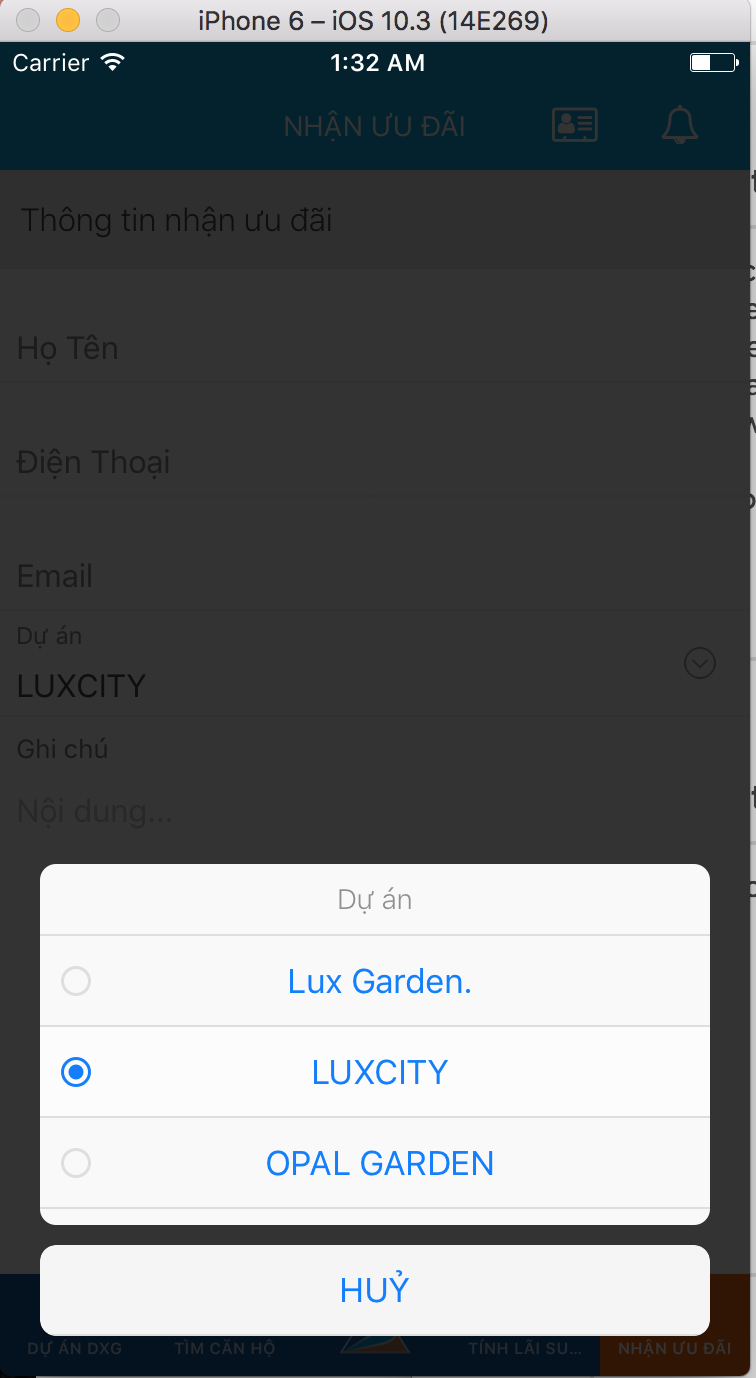 iPhone 6 – iOS 10.3 (14E269)
Carrier 1:32 AM
NHẬN ƯU ĐÃI
Thông tin nhận ưu đãi
Họ Tên
Điện Thoại
Email
Dự án
LUXCITY
Ghi chú
Nội dung...
Dự án
Lux Garden.
LUXCITY
OPAL GARDEN
HUỶ
DỰ ÁN DXG TÌM CĂN HỘ TÍNH LÃI SU... NHẬN ƯU ĐÃI